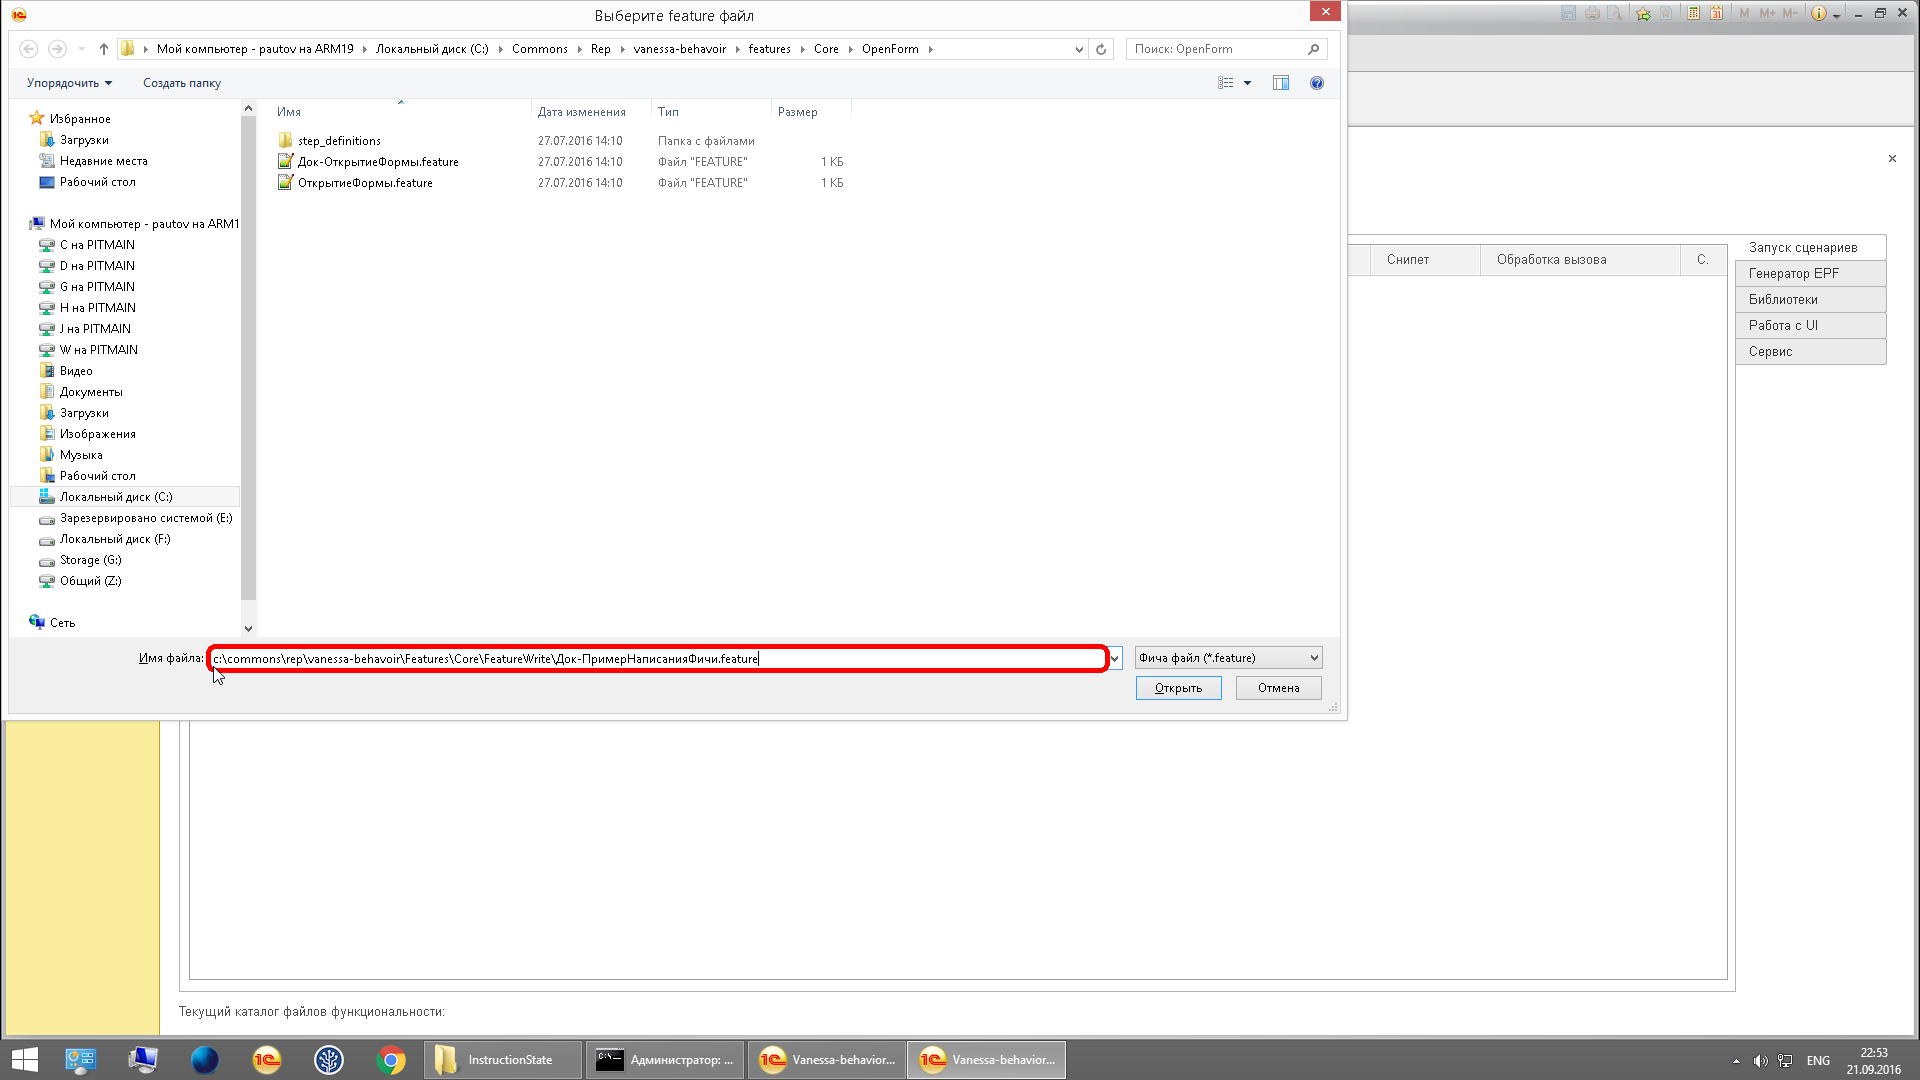 Выберите feature файл
Мой компьютер - pautov на ARM19 Локальный диск (C:) Commons Rep vanessa-behavoir features Core OpenForm
Поиск: OpenForm
Упорядочить Создать папку
Имя Дата изменения Тип Размер
step_definitions 27.07.2016 14:10 Папка с файлами
Док-ОткрытиеФормы.feature 27.07.2016 14:10 Файл "FEATURE" 1 КБ
ОткрытиеФормы.feature 27.07.2016 14:10 Файл "FEATURE" 1 КБ
Избранное
Загрузки
Недавние места
Рабочий стол
Мой компьютер - pautov на ARM1
C на PITMAIN
D на PITMAIN
G на PITMAIN
H на PITMAIN
J на PITMAIN
W на PITMAIN
Видео
Документы
Загрузки
Изображения
Музыка
Рабочий стол
Локальный диск (C:)
Зарезервировано системой (E:)
Локальный диск (F:)
Storage (G:)
Общий (Z:)
Сеть
Имя файла: c:\commons\rep\vanessa-behavoir\Features\Core\FeatureWrite\Док-ПримерНаписанияФичи.feature
Фича файл (*.feature)
Открыть Отмена
M M+ M-
31
Снипет Обработка вызова С.
Запуск сценариев
Генератор EPF
Библиотеки
Работа с UI
Сервис
Текущий каталог файлов функциональности:
InstructionState
Администратор: ...
Vanessa-behavior...
Vanessa-behavior...
ENG
22:53
21.09.2016